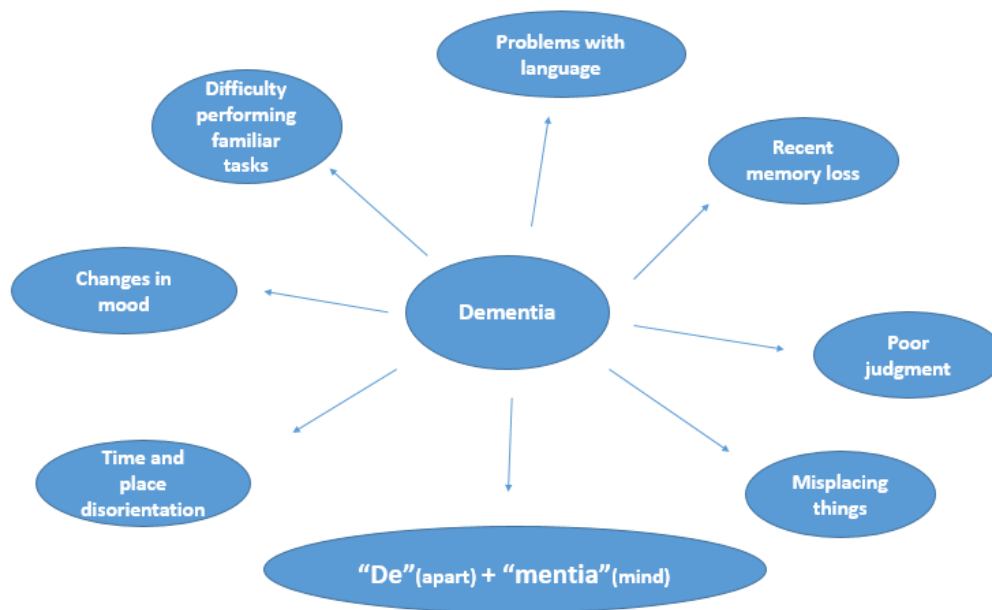 Problems with
language
Difficulty
performing
familiar
tasks
Recent
memory loss
Changes in
mood
Dementia
Poor
judgment
Time and
place
disorientation
Misplacing
things
“De”(apart) + “mentia”(mind)